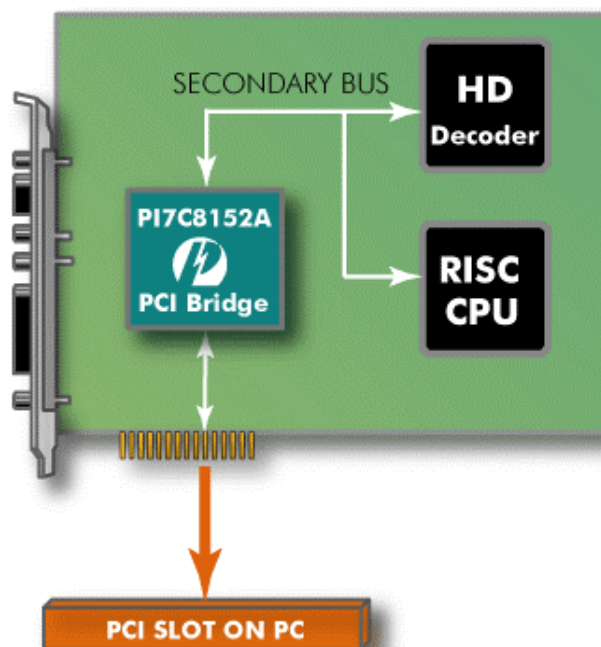 SECONDARY BUS
HD
Decoder
PI7C8152A
PCI Bridge
RISC
CPU
PCI SLOT ON PC